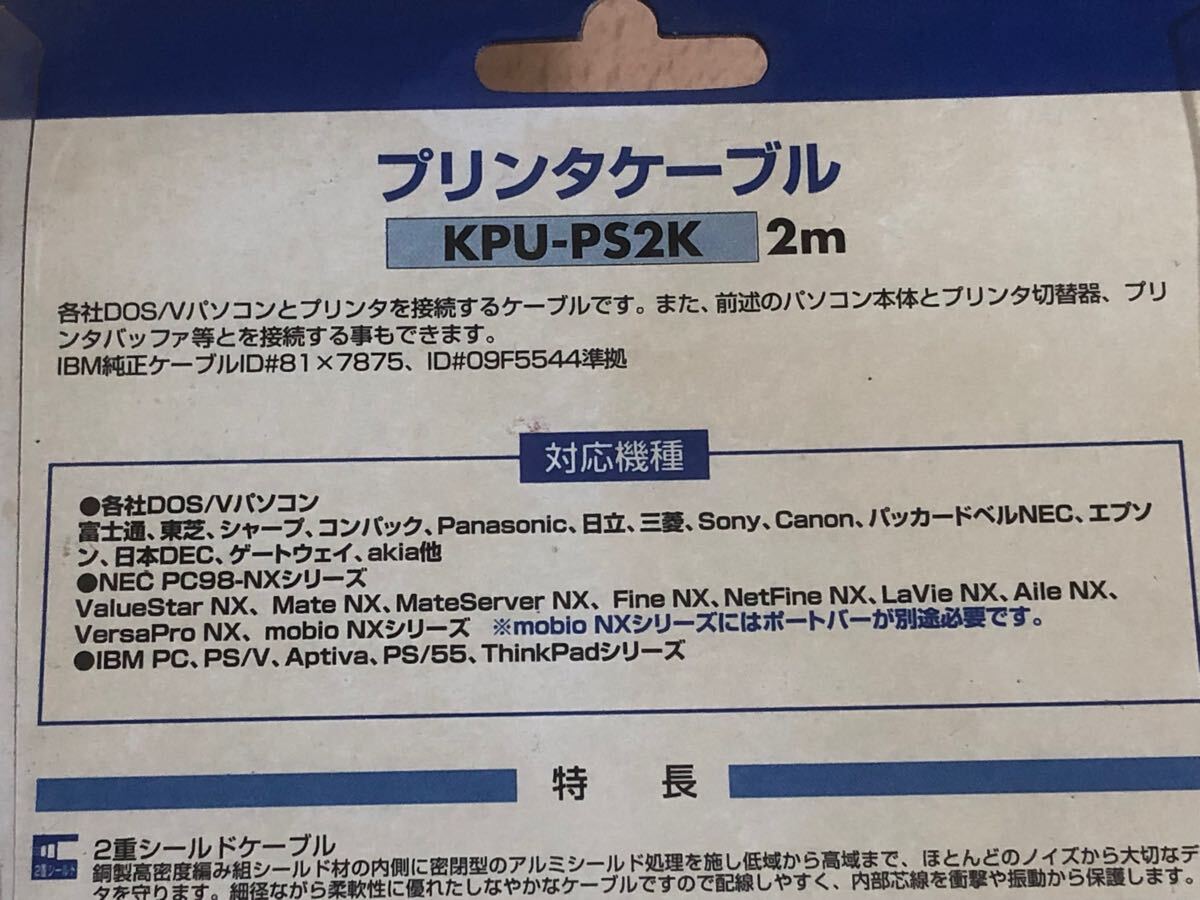 プリンタケーブル
KPU-PS2K 2m
各社DOS/Vパソコンとプリンタを接続するケーブルです。また、前述のパソコン本体とプリンタ切替器、プリ
ンタバッファ等とを接続する事もできます。
IBM純正ケーブルID#81×7875、ID#09F5544準拠
対応機種
●各社DOS/Vパソコン
富士通、東芝、シャープ、コンパック、Panasonic、日立、三菱、Sony、Canon、パッカードベルNEC、エプソ
ン、日本DEC、ゲートウェイ、akia他
●NEC PC98-NXシリーズ
ValueStar NX、Mate NX、MateServer NX、Fine NX、NetFine NX、LaVie NX、Aile NX、
VersaPro NX、mobio NXシリーズ ※mobio NXシリーズにはポートバーが別途必要です。
●IBM PC、PS/V、Aptiva、PS/55、ThinkPadシリーズ
特長
2重シールド
2重シールドケーブル
銅製高密度編み組シールド材の内側に密閉型のアルミシールド処理を施し低域から高域まで、ほとんどのノイズから大切なデ
ータを守ります。細径ながら柔軟性に優れたしなやかなケーブルですので配線しやすく、内部芯線を衝撃や振動から保護します。